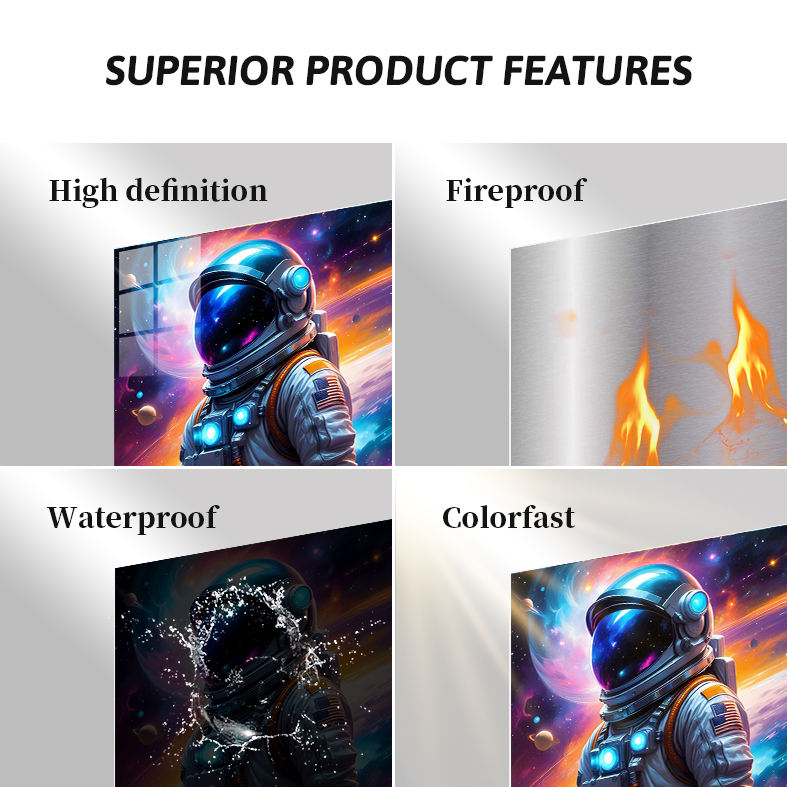 SUPERIOR PRODUCT FEATURES
High definition
Fireproof
Waterproof
Colorfast